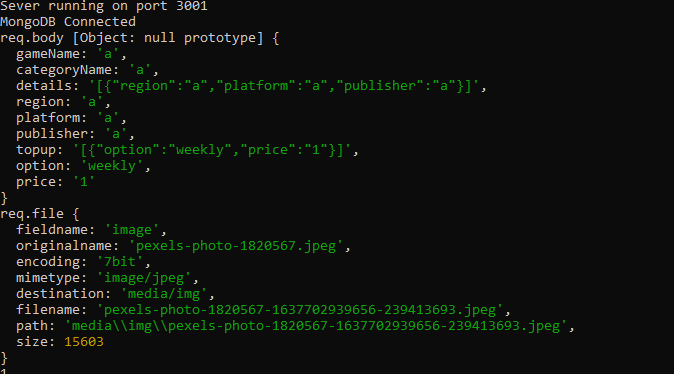 Sever running on port 3001
MongoDB Connected
req.body [Object: null prototype] {
  gameName: 'a',
  categoryName: 'a',
  details: '[{"region":"a","platform":"a","publisher":"a"}]',
  region: 'a',
  platform: 'a',
  publisher: 'a',
  topup: '[{"option":"weekly","price":"1"}]',
  option: 'weekly',
  price: '1'
}
req.file {
  fieldname: 'image',
  originalname: 'pexels-photo-1820567.jpeg',
  encoding: '7bit',
  mimetype: 'image/jpeg',
  destination: 'media/img',
  filename: 'pexels-photo-1820567-1637702939656-239413693.jpeg',
  path: 'media\\img\\pexels-photo-1820567-1637702939656-239413693.jpeg',
  size: 15603
}